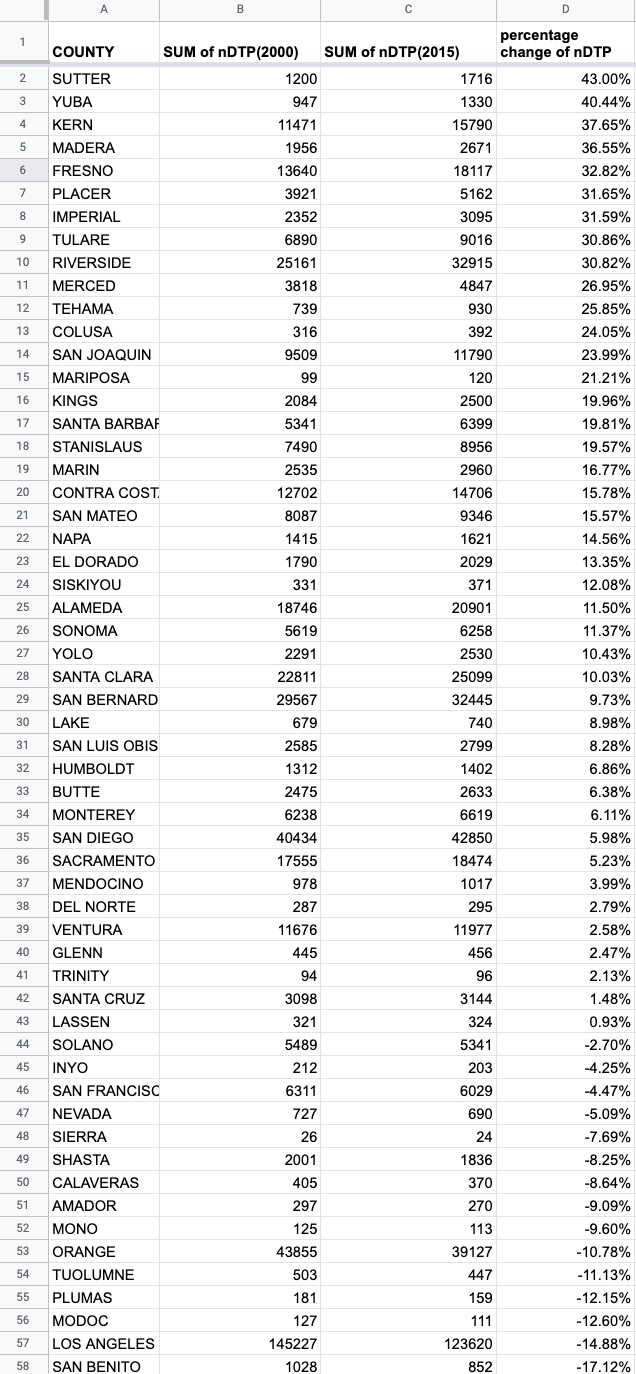 A B C D
1 COUNTY SUM of nDTP(2000) SUM of nDTP(2015) percentage change of nDTP
2 SUTTER 1200 1716 43.00%
3 YUBA 947 1330 40.44%
4 KERN 11471 15790 37.65%
5 MADERA 1956 2671 36.55%
6 FRESNO 13640 18117 32.82%
7 PLACER 3921 5162 31.65%
8 IMPERIAL 2352 3095 31.59%
9 TULARE 6890 9016 30.86%
10 RIVERSIDE 25161 32915 30.82%
11 MERCED 3818 4847 26.95%
12 TEHAMA 739 930 25.85%
13 COLUSA 316 392 24.05%
14 SAN JOAQUIN 9509 11790 23.99%
15 MARIPOSA 99 120 21.21%
16 KINGS 2084 2500 19.96%
17 SANTA BARBAR 5341 6399 19.81%
18 STANISLAUS 7490 8956 19.57%
19 MARIN 2535 2960 16.77%
20 CONTRA COST 12702 14706 15.78%
21 SAN MATEO 8087 9346 15.57%
22 NAPA 1415 1621 14.56%
23 EL DORADO 1790 2029 13.35%
24 SISKIYOU 331 371 12.08%
25 ALAMEDA 18746 20901 11.50%
26 SONOMA 5619 6258 11.37%
27 YOLO 2291 2530 10.43%
28 SANTA CLARA 22811 25099 10.03%
29 SAN BERNARD 29567 32445 9.73%
30 LAKE 679 740 8.98%
31 SAN LUIS OBIS 2585 2799 8.28%
32 HUMBOLDT 1312 1402 6.86%
33 BUTTE 2475 2633 6.38%
34 MONTEREY 6238 6619 6.11%
35 SAN DIEGO 40434 42850 5.98%
36 SACRAMENTO 17555 18474 5.23%
37 MENDOCINO 978 1017 3.99%
38 DEL NORTE 287 295 2.79%
39 VENTURA 11676 11977 2.58%
40 GLENN 445 456 2.47%
41 TRINITY 94 96 2.13%
42 SANTA CRUZ 3098 3144 1.48%
43 LASSEN 321 324 0.93%
44 SOLANO 5489 5341 -2.70%
45 INYO 212 203 -4.25%
46 SAN FRANCISC 6311 6029 -4.47%
47 NEVADA 727 690 -5.09%
48 SIERRA 26 24 -7.69%
49 SHASTA 2001 1836 -8.25%
50 CALAVERAS 405 370 -8.64%
51 AMADOR 297 270 -9.09%
52 MONO 125 113 -9.60%
53 ORANGE 43855 39127 -10.78%
54 TUOLUMNE 503 447 -11.13%
55 PLUMAS 181 159 -12.15%
56 MODOC 127 111 -12.60%
57 LOS ANGELES 145227 123620 -14.88%
58 SAN BENITO 1028 852 -17.12%